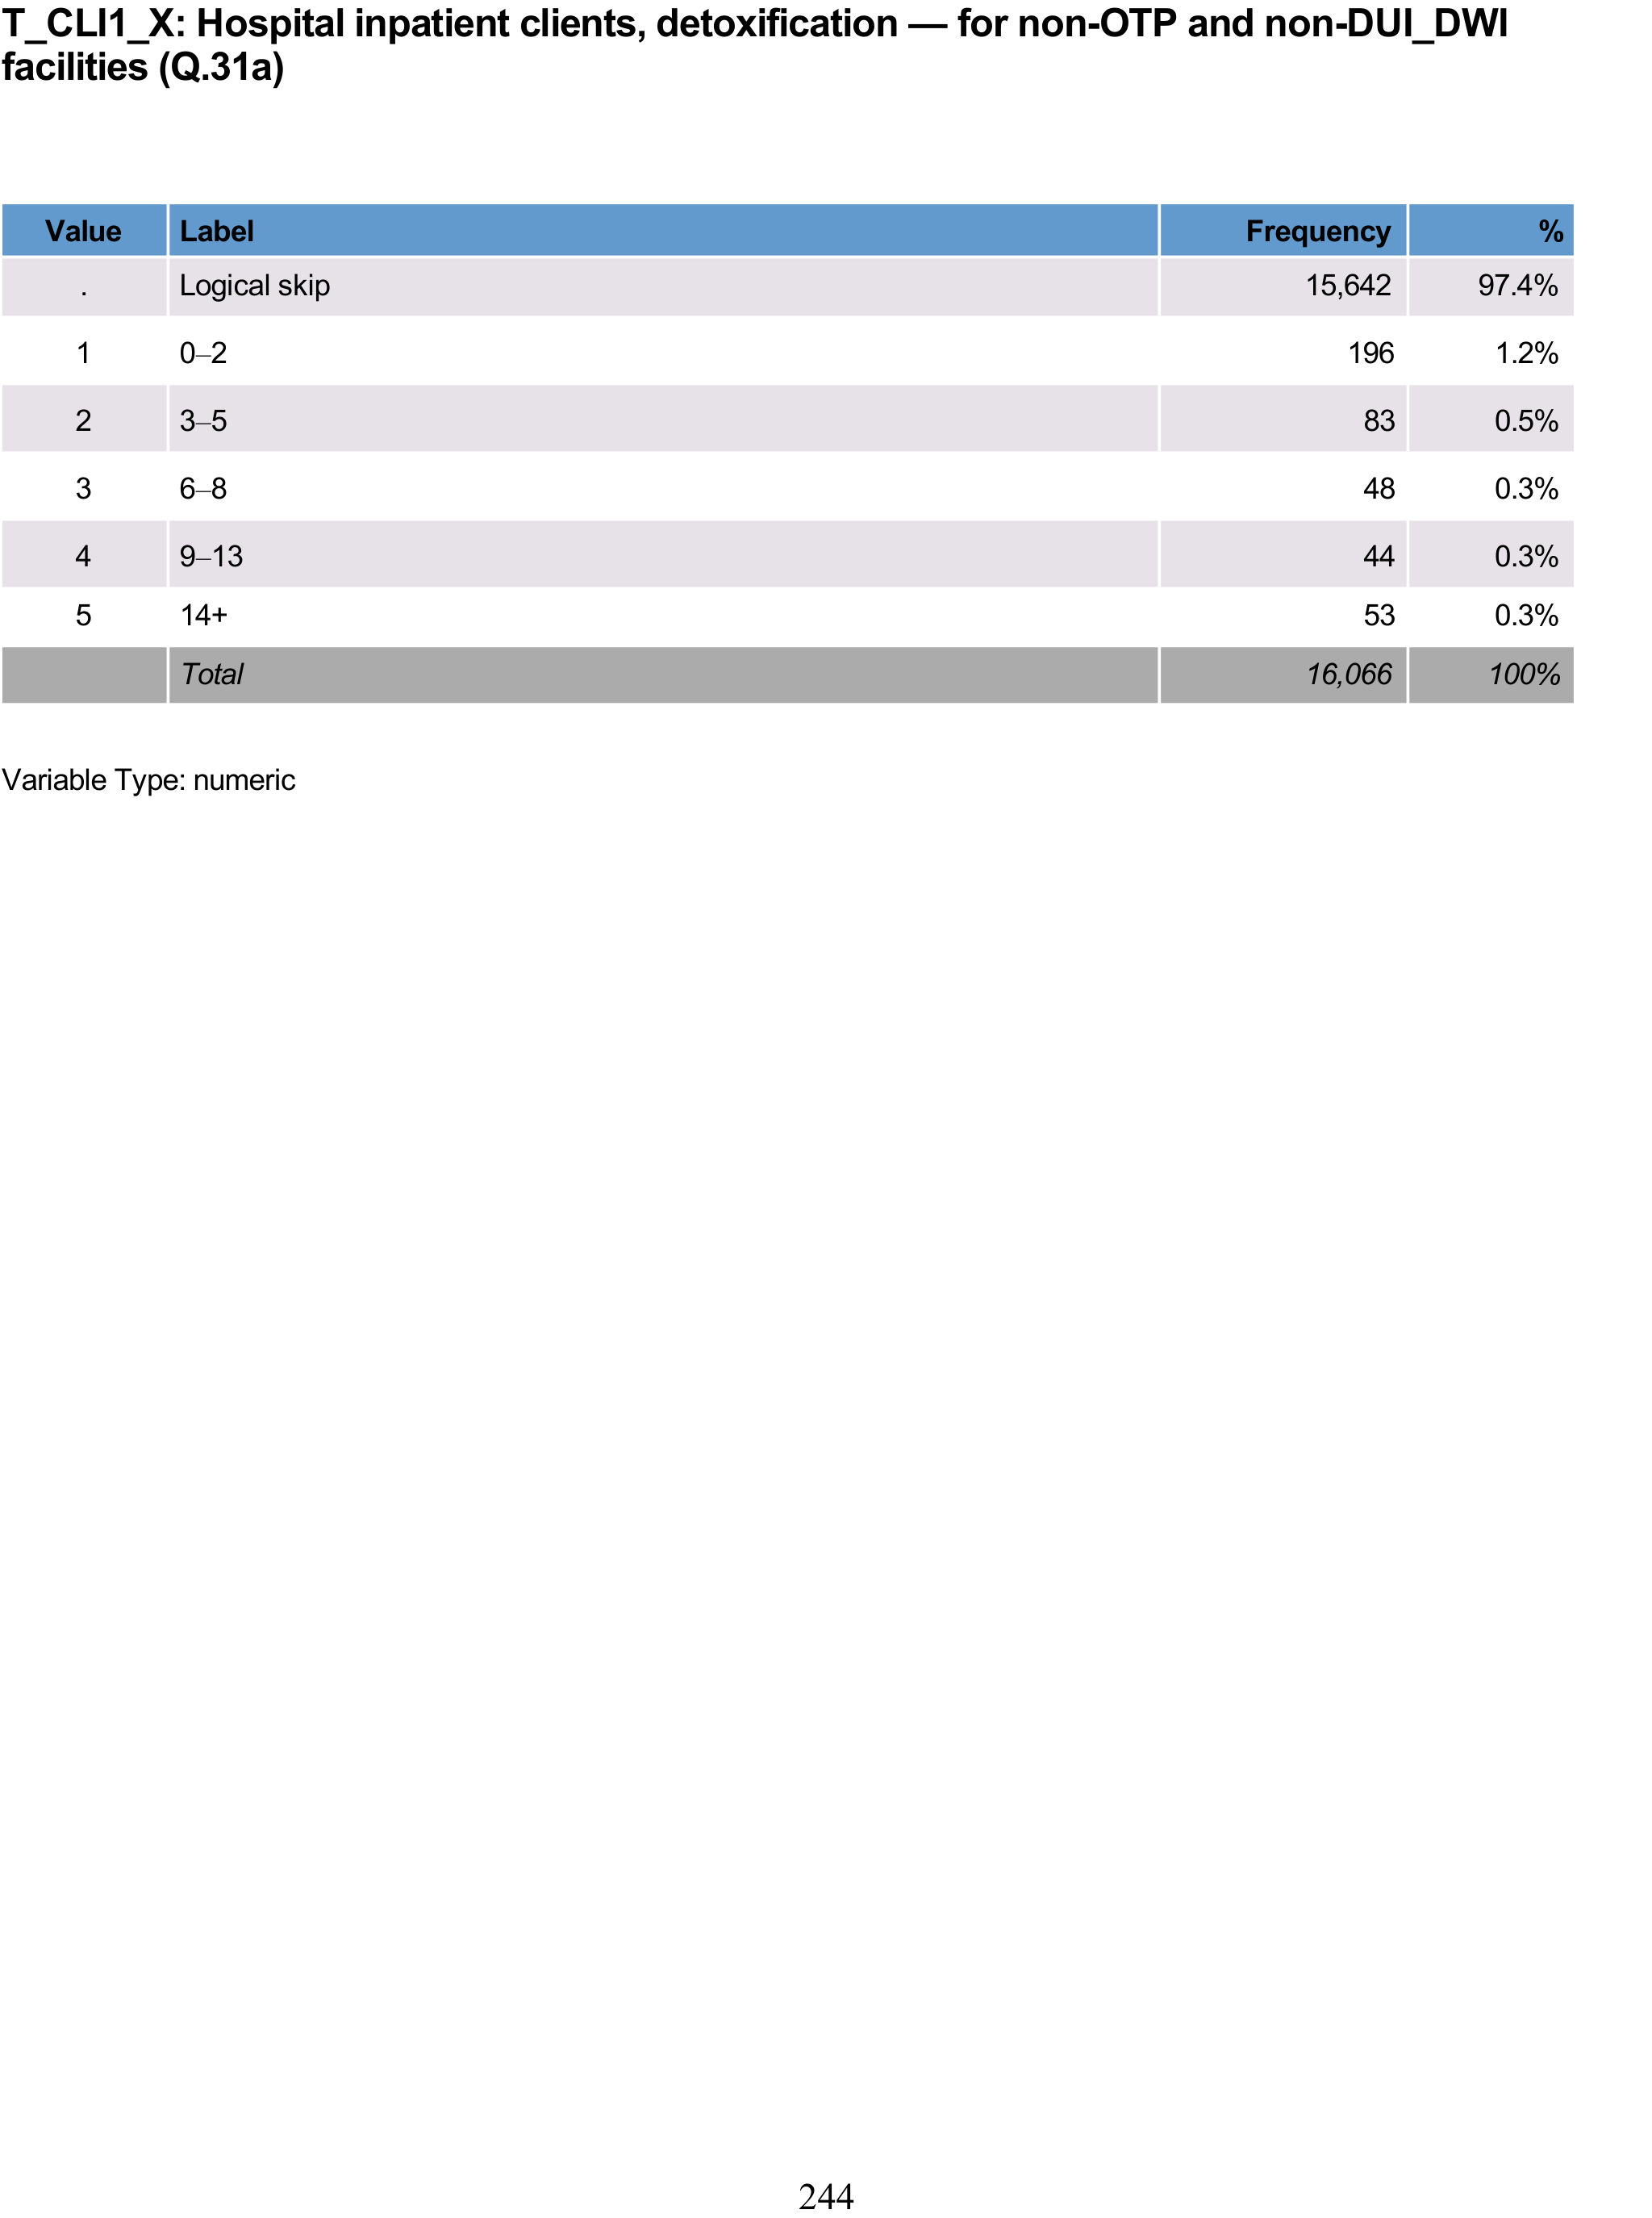 T_CLI1_X: Hospital inpatient clients, detoxification — for non-OTP and non-DUI_DWI
facilities (Q.31a)
Value Label Frequency %
. Logical skip 15,642 97.4%
1 0–2 196 1.2%
2 3–5 83 0.5%
3 6–8 48 0.3%
4 9–13 44 0.3%
5 14+ 53 0.3%
Total 16,066 100%
Variable Type: numeric
244